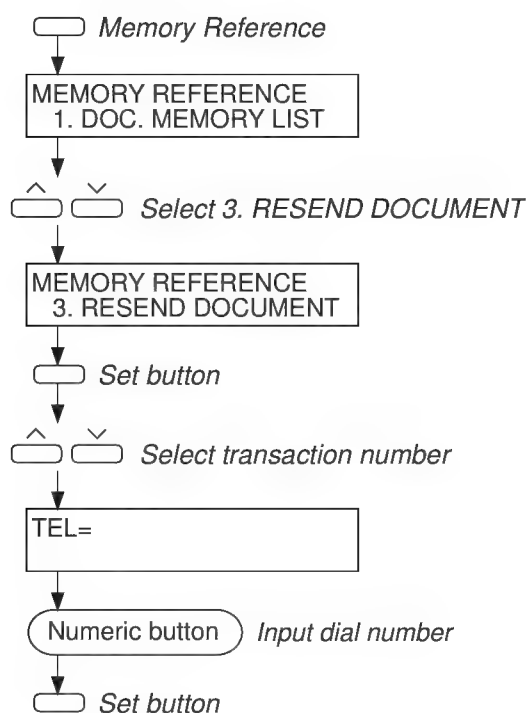 Memory Reference
MEMORY REFERENCE
1. DOC. MEMORY LIST
Select 3. RESEND DOCUMENT
MEMORY REFERENCE
3. RESEND DOCUMENT
Set button
Select transaction number
TEL=
Numeric button Input dial number
Set button